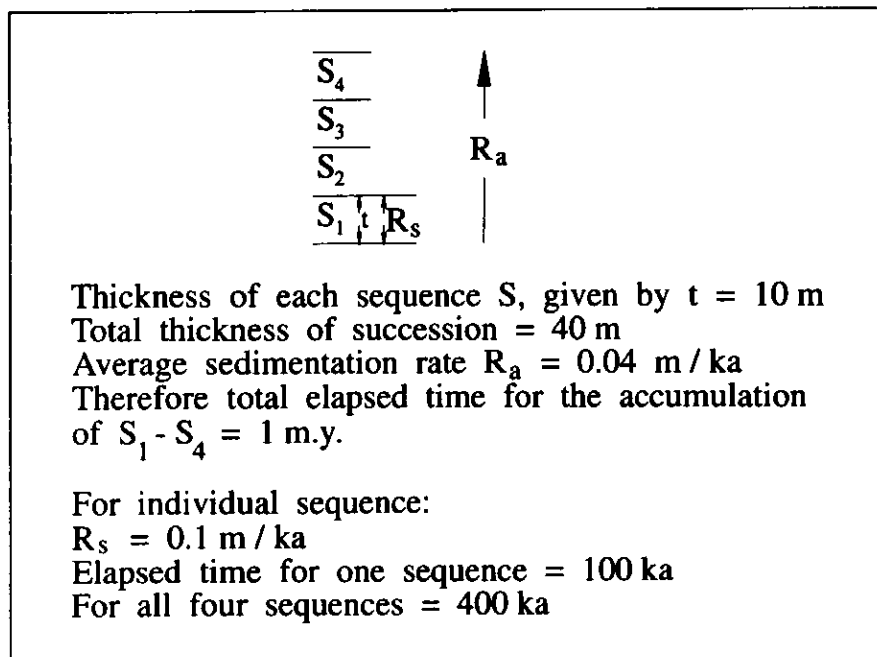 S₄
S₃
Rₐ
S₂
S₁ t Rₛ
Thickness of each sequence S, given by t = 10 m
Total thickness of succession = 40 m
Average sedimentation rate Rₐ = 0.04 m / ka
Therefore total elapsed time for the accumulation
of S₁ - S₄ = 1 m.y.
For individual sequence:
Rₛ = 0.1 m / ka
Elapsed time for one sequence = 100 ka
For all four sequences = 400 ka